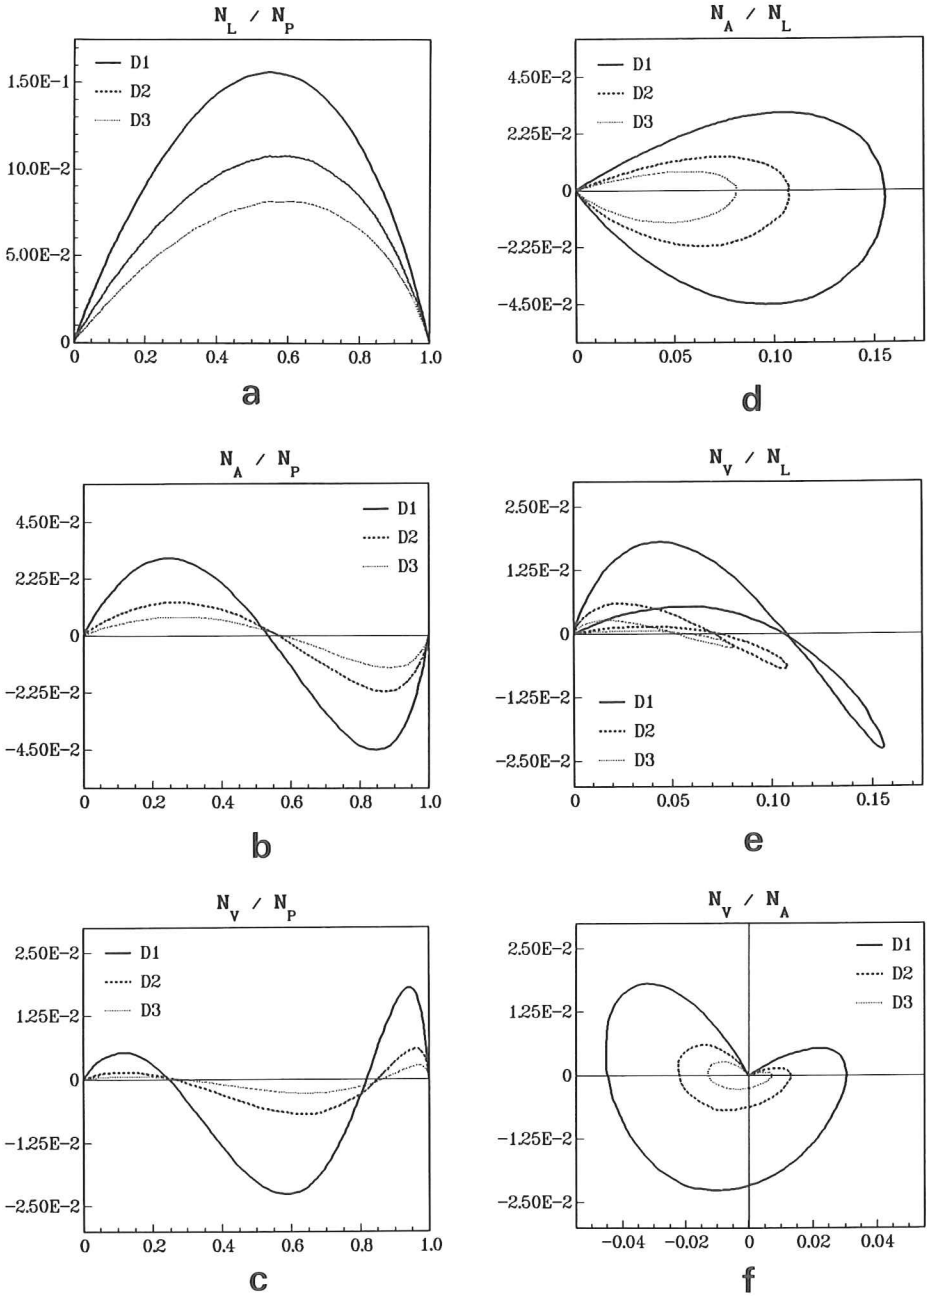 N_L / N_P
D1
D2
D3
1.50E-1
10.0E-2
5.00E-2
0
0 0.2 0.4 0.6 0.8 1.0
a
N_A / N_L
D1
D2
D3
4.50E-2
2.25E-2
0
-2.25E-2
-4.50E-2
0 0.05 0.10 0.15
d
N_A / N_P
D1
D2
D3
4.50E-2
2.25E-2
0
-2.25E-2
-4.50E-2
0 0.2 0.4 0.6 0.8 1.0
b
N_V / N_L
2.50E-2
1.25E-2
0
-1.25E-2
-2.50E-2
D1
D2
D3
0 0.05 0.10 0.15
e
N_V / N_P
D1
D2
D3
2.50E-2
1.25E-2
0
-1.25E-2
-2.50E-2
0 0.2 0.4 0.6 0.8 1.0
c
N_V / N_A
D1
D2
D3
2.50E-2
1.25E-2
0
-1.25E-2
-2.50E-2
-0.04 -0.02 0 0.02 0.04
f